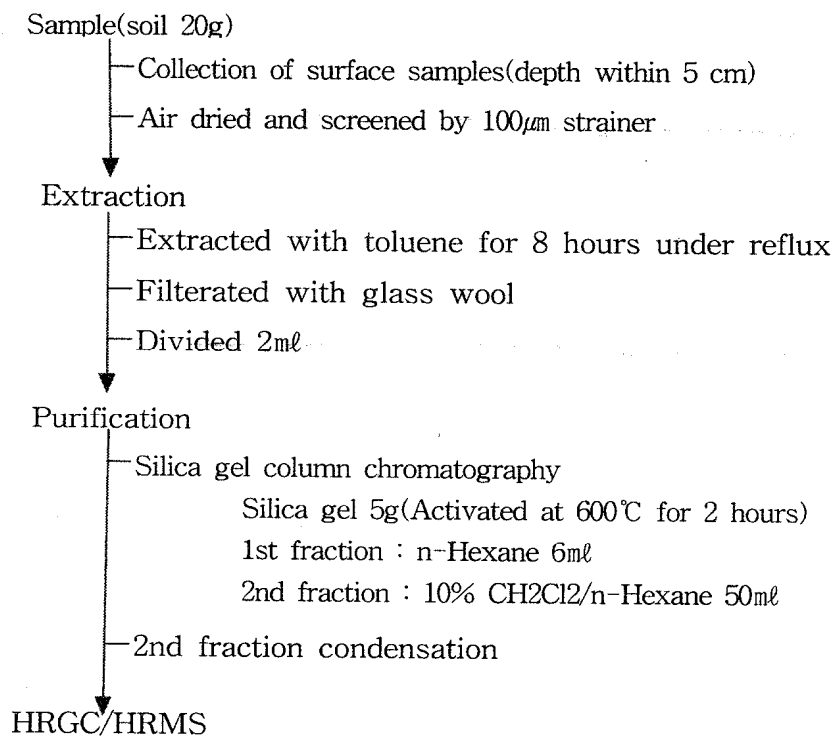 Sample(soil 20g)
Collection of surface samples(depth within 5 cm)
Air dried and screened by 100㎛ strainer
Extraction
Extracted with toluene for 8 hours under reflux
Filterated with glass wool
Divided 2㎖
Purification
Silica gel column chromatography
Silica gel 5g(Activated at 600℃ for 2 hours)
1st fraction : n-Hexane 6㎖
2nd fraction : 10% CH2Cl2/n-Hexane 50㎖
2nd fraction condensation
HRGC/HRMS